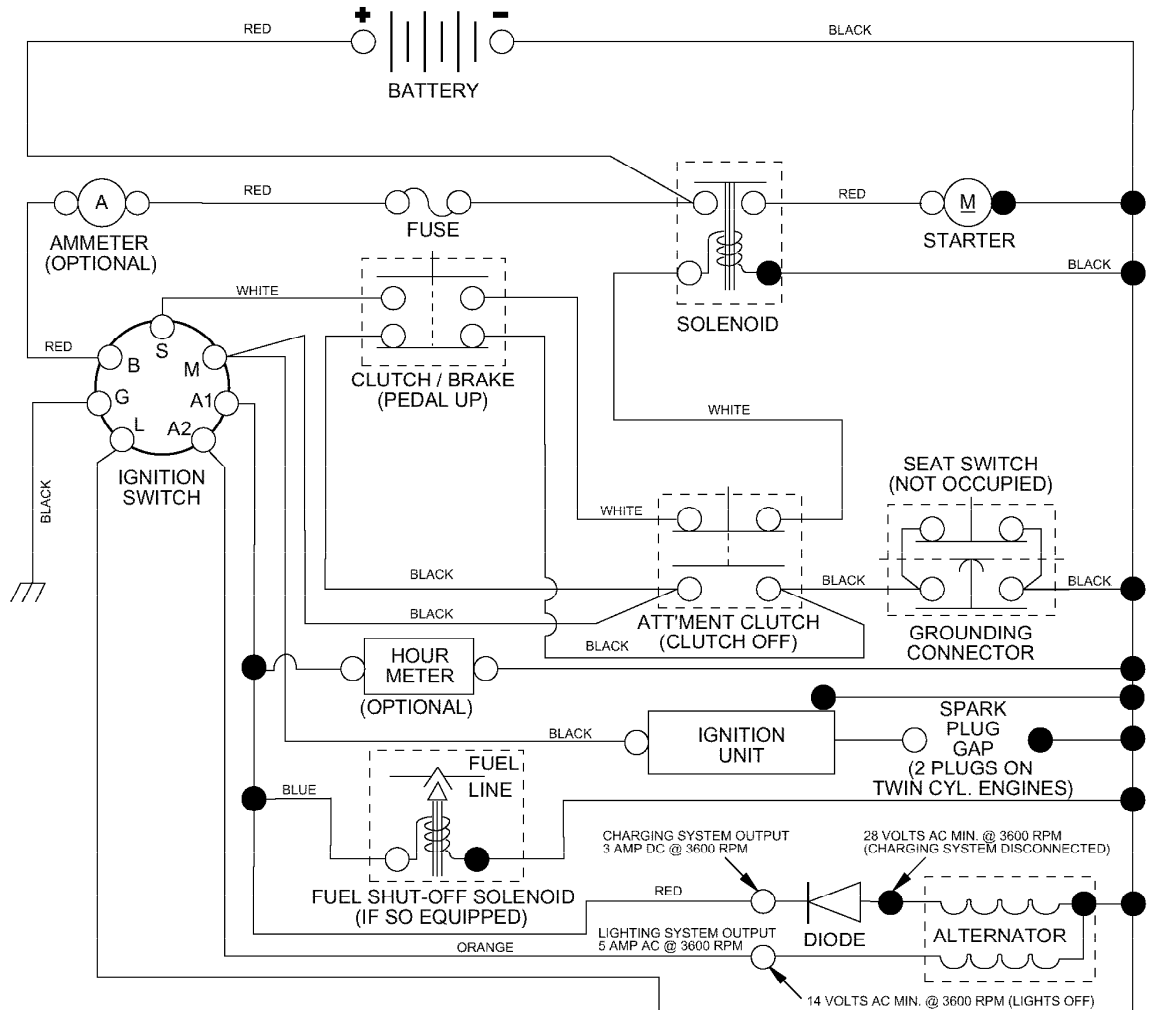 + -
RED
BLACK
BATTERY
A
RED
RED
M
AMMETER
(OPTIONAL)
FUSE
STARTER
WHITE
BLACK
SOLENOID
RED
S
B
M
G
A1
L
A2
CLUTCH / BRAKE
(PEDAL UP)
IGNITION
SWITCH
BLACK
WHITE
SEAT SWITCH
(NOT OCCUPIED)
WHITE
BLACK
BLACK
BLACK
BLACK
ATT'MENT CLUTCH
(CLUTCH OFF)
GROUNDING
CONNECTOR
BLACK
HOUR
METER
(OPTIONAL)
BLACK
IGNITION
UNIT
SPARK
PLUG
GAP
(2 PLUGS ON
TWIN CYL. ENGINES)
FUEL
LINE
BLUE
FUEL SHUT-OFF SOLENOID
(IF SO EQUIPPED)
CHARGING SYSTEM OUTPUT
3 AMP DC @ 3600 RPM
28 VOLTS AC MIN. @ 3600 RPM
(CHARGING SYSTEM DISCONNECTED)
RED
DIODE
ALTERNATOR
ORANGE
LIGHTING SYSTEM OUTPUT
5 AMP AC @ 3600 RPM
14 VOLTS AC MIN. @ 3600 RPM (LIGHTS OFF)